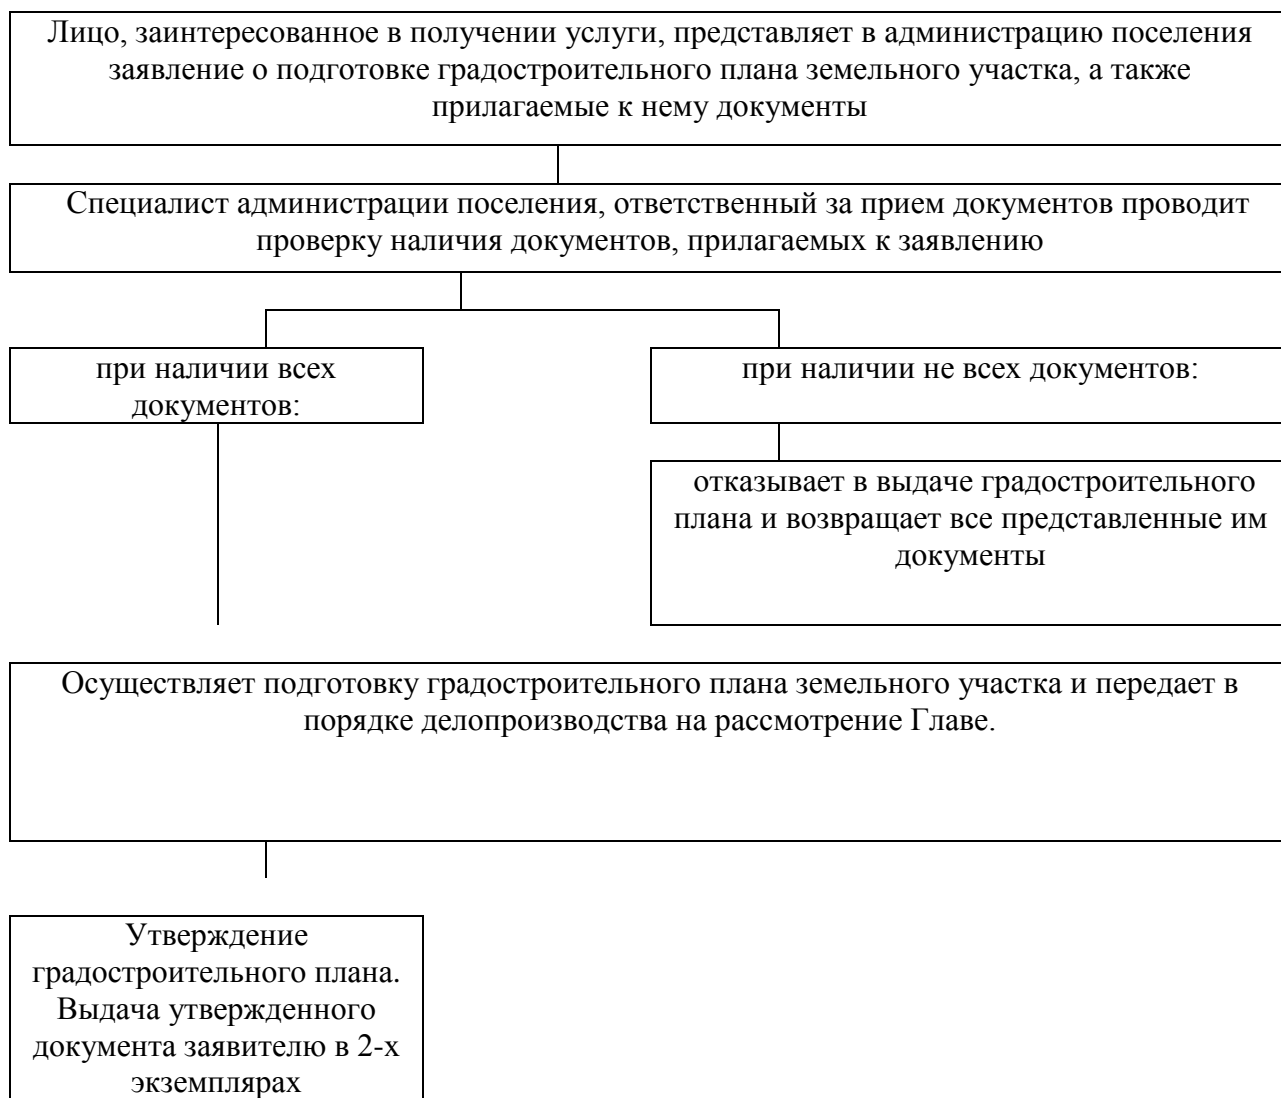 Лицо, заинтересованное в получении услуги, представляет в администрацию поселения
заявление о подготовке градостроительного плана земельного участка, а также
прилагаемые к нему документы
Специалист администрации поселения, ответственный за прием документов проводит
проверку наличия документов, прилагаемых к заявлению
при наличии всех
документов:
при наличии не всех документов:
отказывает в выдаче градостроительного
плана и возвращает все представленные им
документы
Осуществляет подготовку градостроительного плана земельного участка и передает в
порядке делопроизводства на рассмотрение Главе.
Утверждение
градостроительного плана.
Выдача утвержденного
документа заявителю в 2-х
экземплярах